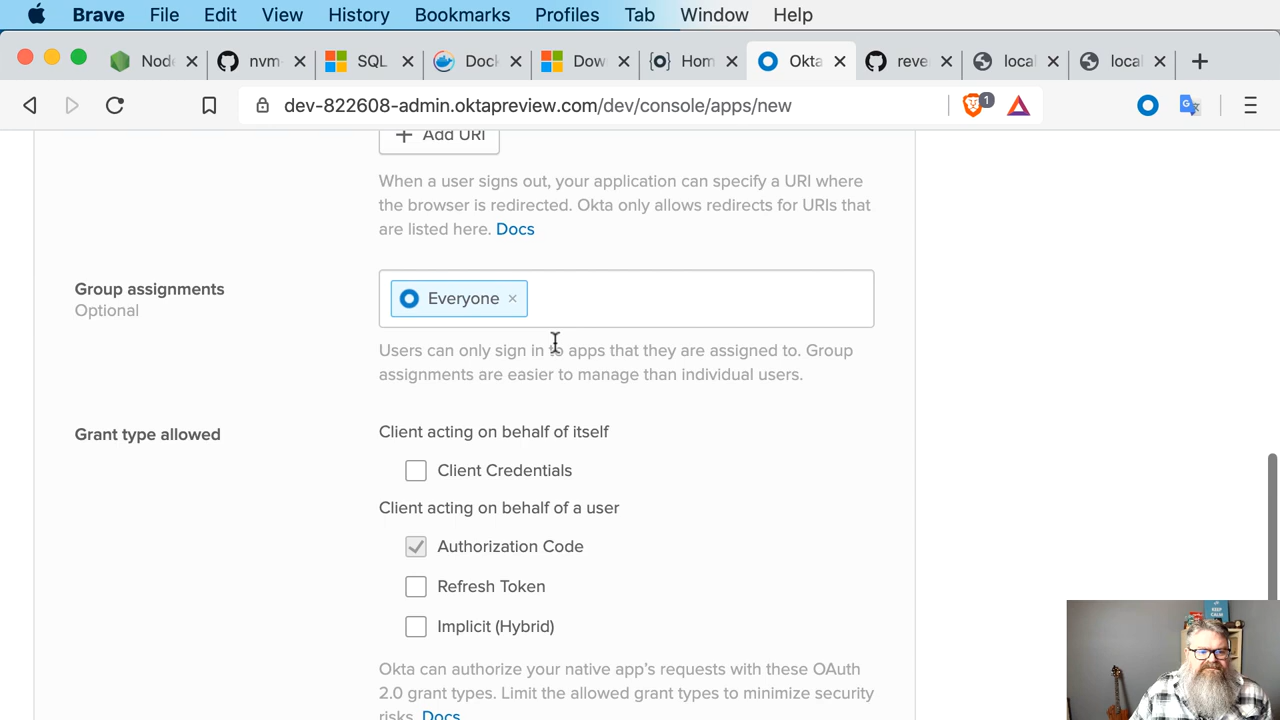 Brave File Edit View History Bookmarks Profiles Tab Window Help
Node nvm- SQL Dock Dow Hom Okta reve local local
dev-822608-admin.oktapreview.com/dev/console/apps/new 1
+ Add URI
When a user signs out, your application can specify a URI where
the browser is redirected. Okta only allows redirects for URIs that
are listed here. Docs
Group assignments
Optional
Everyone ×
Users can only sign in to apps that they are assigned to. Group
assignments are easier to manage than individual users.
Grant type allowed
Client acting on behalf of itself
Client Credentials
Client acting on behalf of a user
Authorization Code
Refresh Token
Implicit (Hybrid)
Okta can authorize your native app's requests with these OAuth
2.0 grant types. Limit the allowed grant types to minimize security
risks. Docs
KEEP
CALM